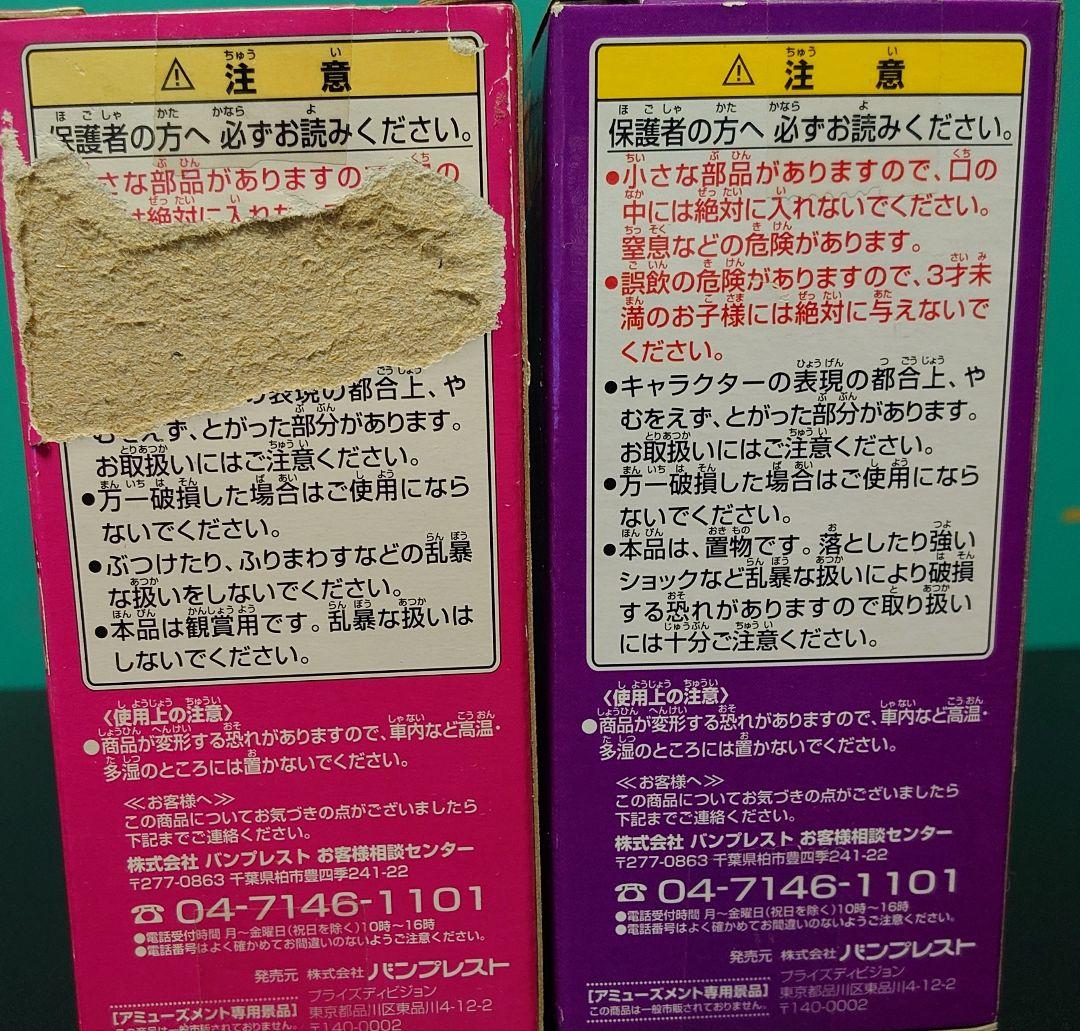 ⚠ 注意
保護者の方へ 必ずお読みください。
さな部品がありますの
の
は絶対に入れない
の表現の都合上、や
むをえず、とがった部分があります。
お取扱いにはご注意ください。
●万一破損した場合はご使用になら
ないでください。
●ぶつけたり、ふりまわすなどの乱暴
な扱いをしないでください。
●本品は観賞用です。乱暴な扱いは
しないでください。
〈使用上の注意〉
●商品が変形する恐れがありますので、車内など高温・
多湿のところには置かないでください。
≪お客様へ≫
この商品についてお気づきの点がございましたら
下記までご連絡ください。
株式会社 バンプレスト お客様相談センター
〒277-0863 千葉県柏市豊四季241-22
☎ 04-7146-1101
●電話受付時間 月〜金曜日(祝日を除く)10時〜16時
●電話番号はよく確かめてお間違いのないようご注意ください。
発売元 株式会社 バンプレスト
プライズディビジョン
[アミューズメント専用景品] 東京都品川区東品川4-12-2
この商品は一般市販されておりません。 〒140-0002
⚠ 注意
保護者の方へ 必ずお読みください。
●小さな部品がありますので、口の
中には絶対に入れないでください。
窒息などの危険があります。
●誤飲の危険がありますので、3才未
満のお子様には絶対に与えないで
ください。
●キャラクターの表現の都合上、や
むをえず、とがった部分があります。
お取扱いにはご注意ください。
●万一破損した場合はご使用になら
ないでください。
●本品は、置物です。落としたり強い
ショックなど乱暴な扱いにより破損
する恐れがありますので取り扱い
には十分ご注意ください。
〈使用上の注意〉
●商品が変形する恐れがありますので、車内など高温・
多湿のところには置かないでください。
≪お客様へ≫
この商品についてお気づきの点がございましたら
下記までご連絡ください。
株式会社 バンプレスト お客様相談センター
〒277-0863 千葉県柏市豊四季241-22
☎ 04-7146-1101
●電話受付時間 月〜金曜日(祝日を除く)10時〜16時
●電話番号はよく確かめてお間違いのないようご注意ください。
発売元 株式会社 バンプレスト
プライズディビジョン
[アミューズメント専用景品] 東京都品川区東品川4-12-2
この商品は一般市販されておりません。 〒140-0002